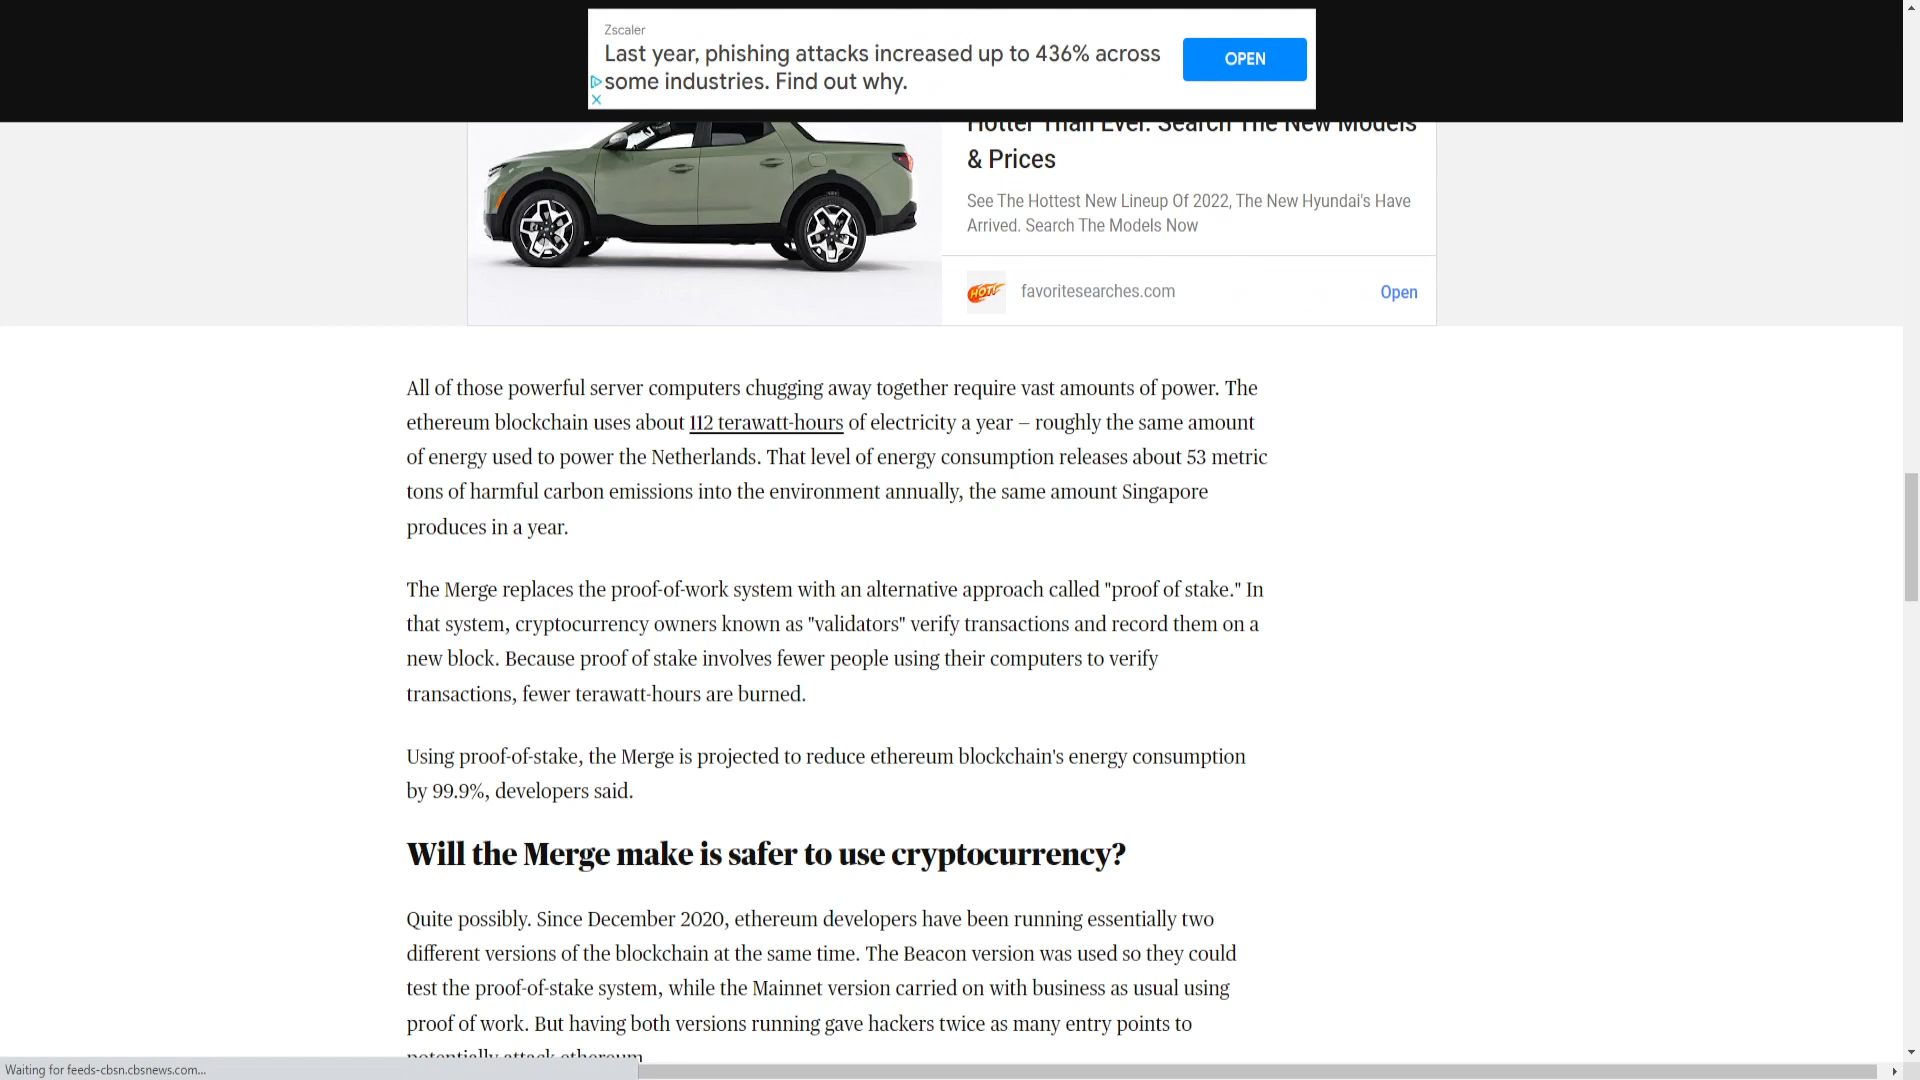 Zscaler
Last year, phishing attacks increased up to 436% across
some industries. Find out why.
OPEN
Hotter Than Ever. Search The New Models
& Prices
See The Hottest New Lineup Of 2022, The New Hyundai's Have
Arrived. Search The Models Now
HOT!
favoritesearches.com
Open
All of those powerful server computers chugging away together require vast amounts of power. The
ethereum blockchain uses about 112 terawatt-hours of electricity a year – roughly the same amount
of energy used to power the Netherlands. That level of energy consumption releases about 53 metric
tons of harmful carbon emissions into the environment annually, the same amount Singapore
produces in a year.
The Merge replaces the proof-of-work system with an alternative approach called "proof of stake." In
that system, cryptocurrency owners known as "validators" verify transactions and record them on a
new block. Because proof of stake involves fewer people using their computers to verify
transactions, fewer terawatt-hours are burned.
Using proof-of-stake, the Merge is projected to reduce ethereum blockchain's energy consumption
by 99.9%, developers said.
Will the Merge make is safer to use cryptocurrency?
Quite possibly. Since December 2020, ethereum developers have been running essentially two
different versions of the blockchain at the same time. The Beacon version was used so they could
test the proof-of-stake system, while the Mainnet version carried on with business as usual using
proof of work. But having both versions running gave hackers twice as many entry points to
potentially attack ethereum.
Waiting for feeds-cbsn.cbsnews.com...